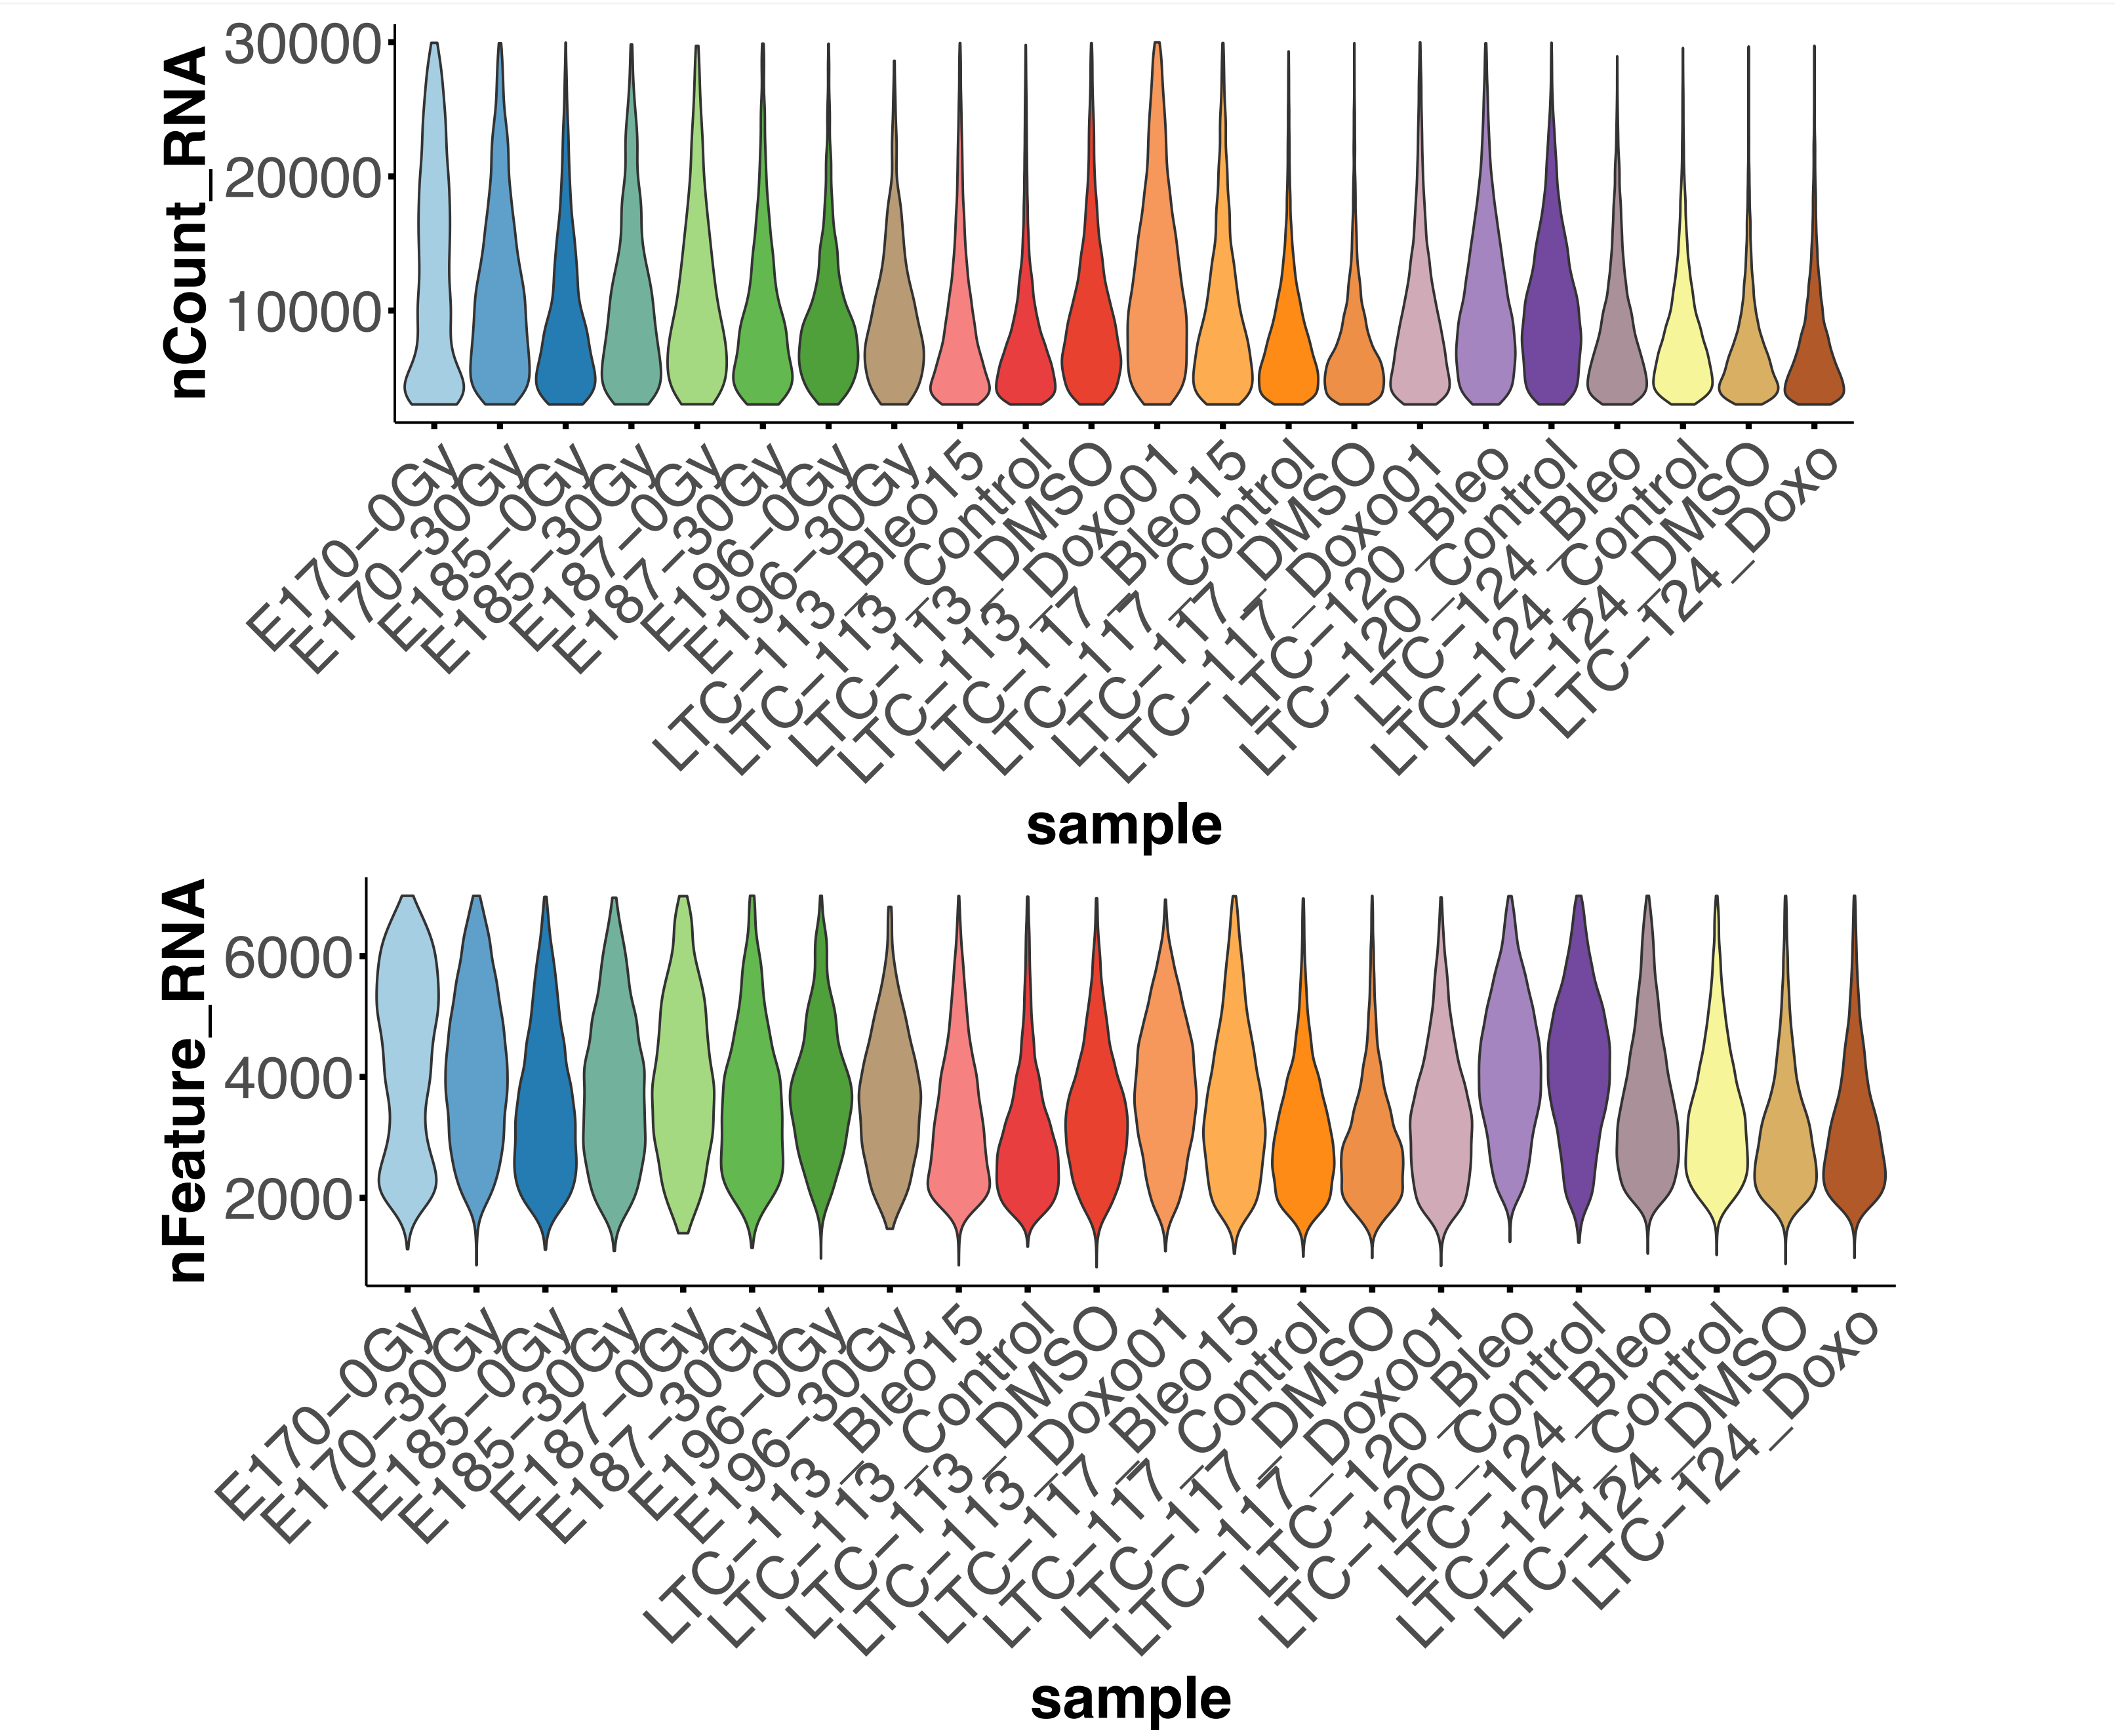 nCount_RNA
30000
20000
10000
E170−0Gy
E170−30Gy
E185−0Gy
E185−30Gy
E187−0Gy
E187−30Gy
E196−0Gy
E196−30Gy
LTC−113_Bleo15
LTC−113_Control
LTC−113_DMSO
LTC−113_Doxo01
LTC−117_Bleo15
LTC−117_Control
LTC−117_DMSO
LTC−117_Doxo001
LTC−120_Bleo
LTC−120_Control
LTC−124_Bleo
LTC−124_Control
LTC−124_DMSO
LTC−124_Doxo
sample
nFeature_RNA
6000
4000
2000
E170−0Gy
E170−30Gy
E185−0Gy
E185−30Gy
E187−0Gy
E187−30Gy
E196−0Gy
E196−30Gy
LTC−113_Bleo15
LTC−113_Control
LTC−113_DMSO
LTC−113_Doxo001
LTC−117_Bleo15
LTC−117_Control
LTC−117_DMSO
LTC−117_Doxo001
LTC−120_Bleo
LTC−120_Control
LTC−124_Bleo
LTC−124_Control
LTC−124_DMSO
LTC−124_Doxo
sample